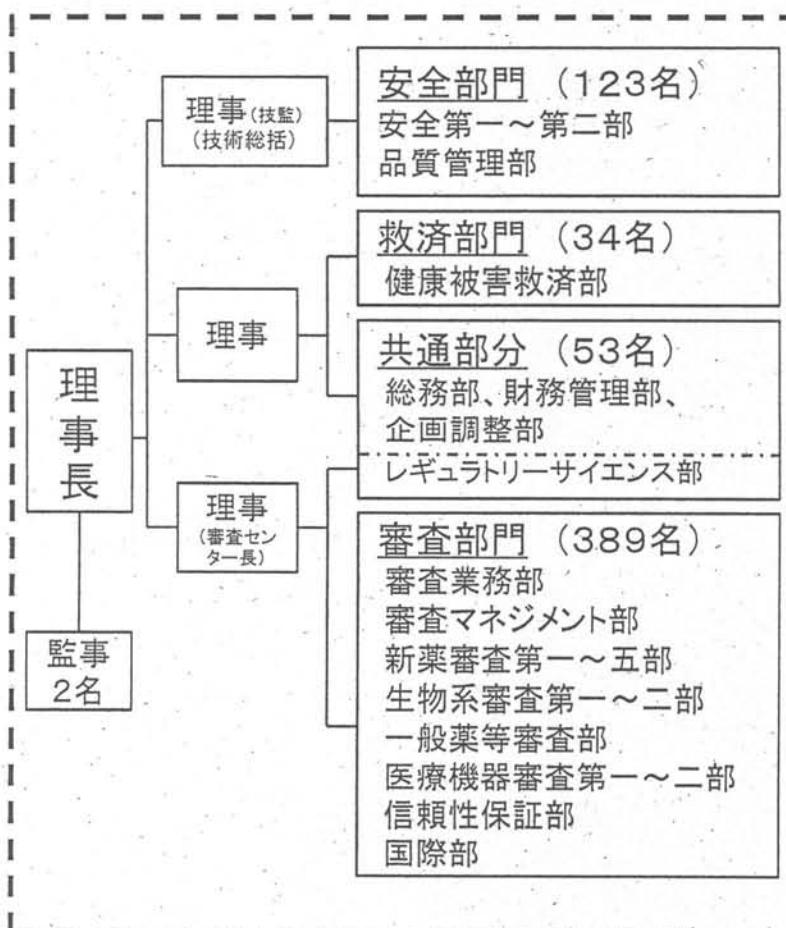 理事(技監)
(技術総括)
安全部門 (123名)
安全第一～第二部
品質管理部
理事
救済部門 (34名)
健康被害救済部
共通部分 (53名)
総務部、財務管理部、
企画調整部
レギュラトリーサイエンス部
理
事
長
理事
(審査セン
ター長)
審査部門 (389名)
審査業務部
審査マネジメント部
新薬審査第一～五部
生物系審査第一～二部
一般薬等審査部
医療機器審査第一～二部
信頼性保証部
国際部
監事
2名